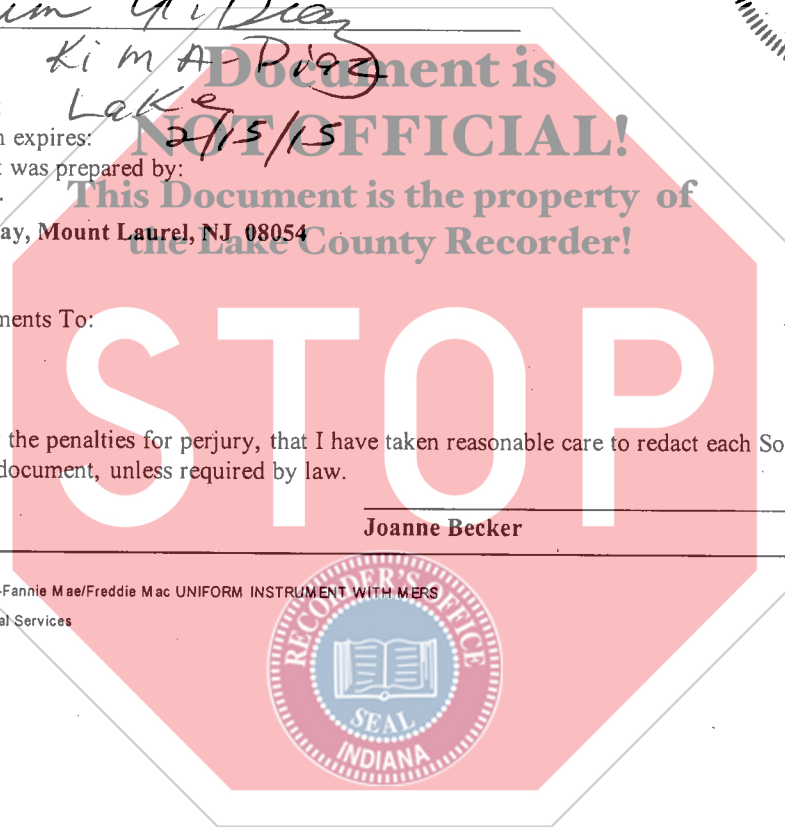 Kim A. Diaz
Kim A-Diaz
Document is
Lake
n expires: 2/15/15
NOT OFFICIAL!
t was prepared by:
This Document is the property of
ay, Mount Laurel, NJ 08054
the Lake County Recorder!
ments To:
STOP
the penalties for perjury, that I have taken reasonable care to redact each So
document, unless required by law.
Joanne Becker
-Fannie Mae/Freddie Mac UNIFORM INSTRUMENT WITH MERS
al Services
RECORDER'S OFFICE
SEAL
INDIANA